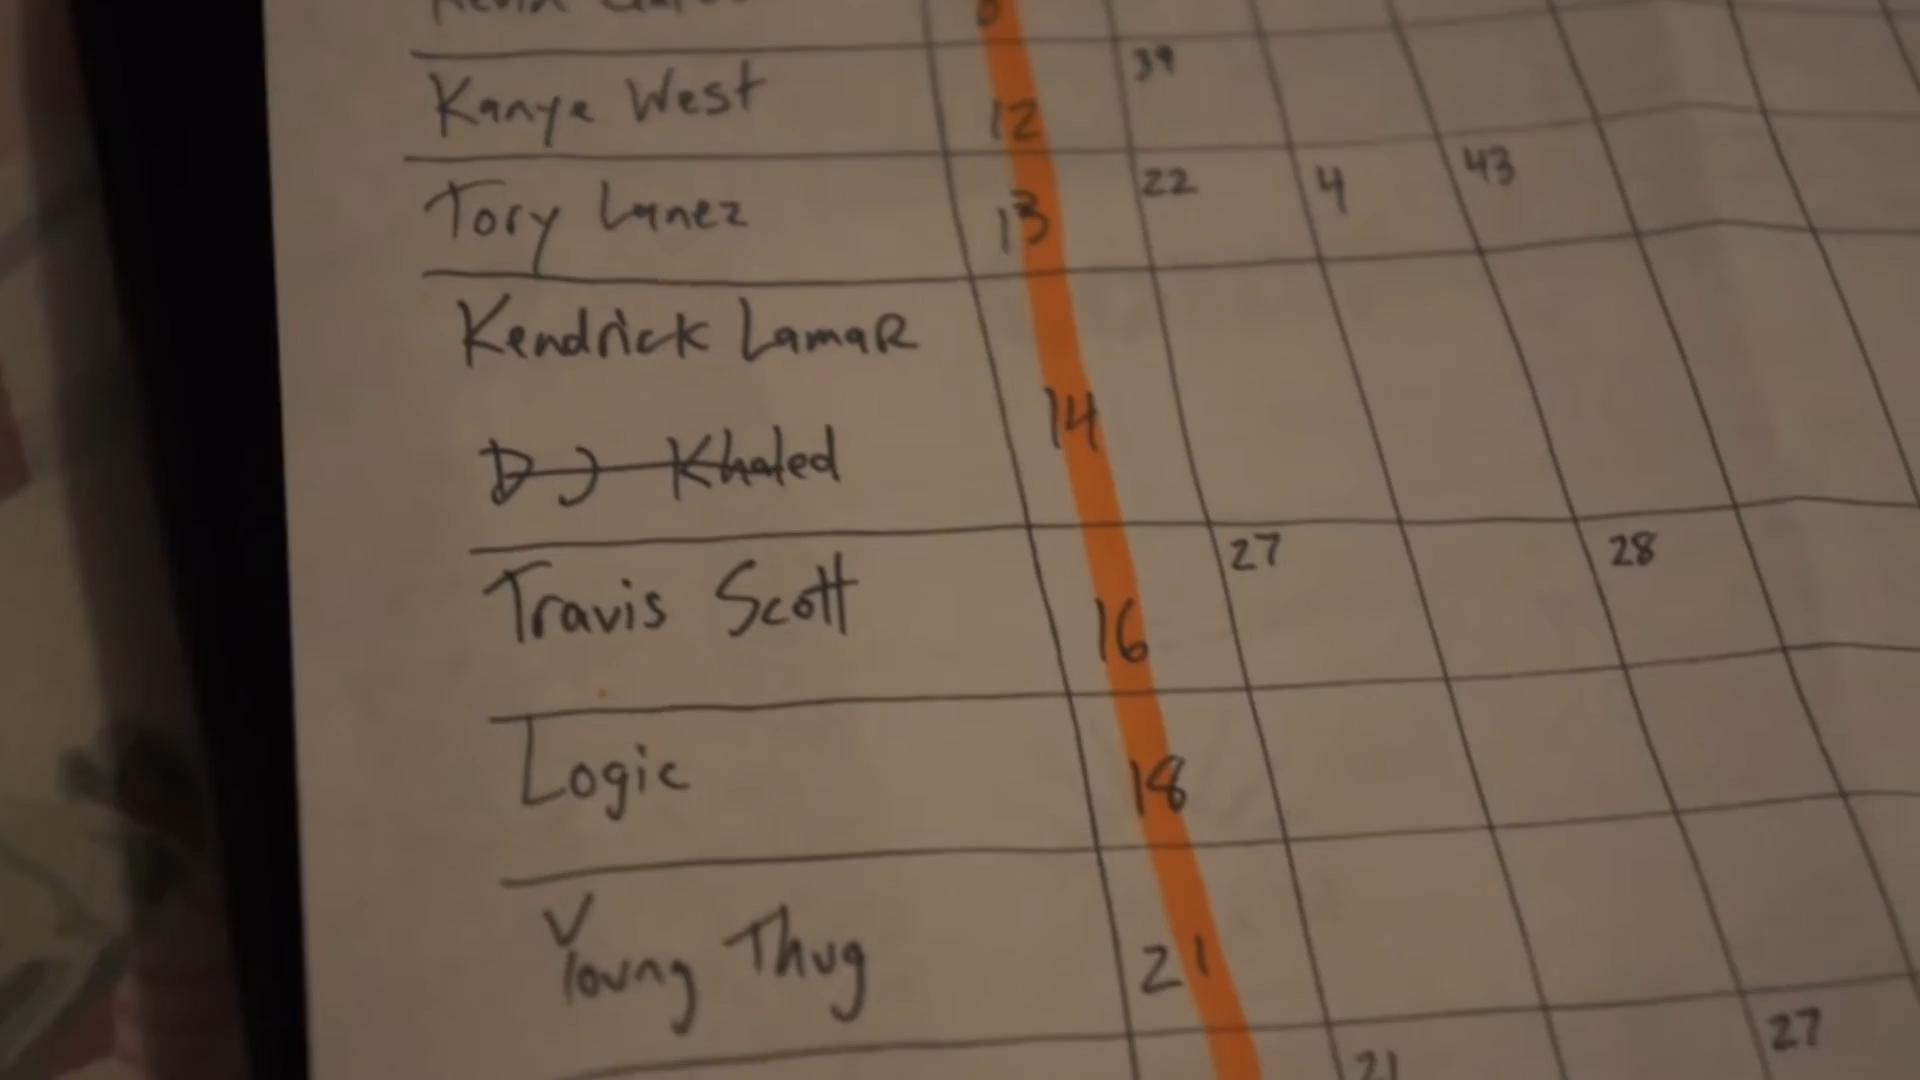 Kanye West 12 39
Tory Lanez 13 22 4 43
Kendrick LamaR
14
DJ Khaled
Travis Scott 16 27 28
Logic 18
Young Thug 21
21 27